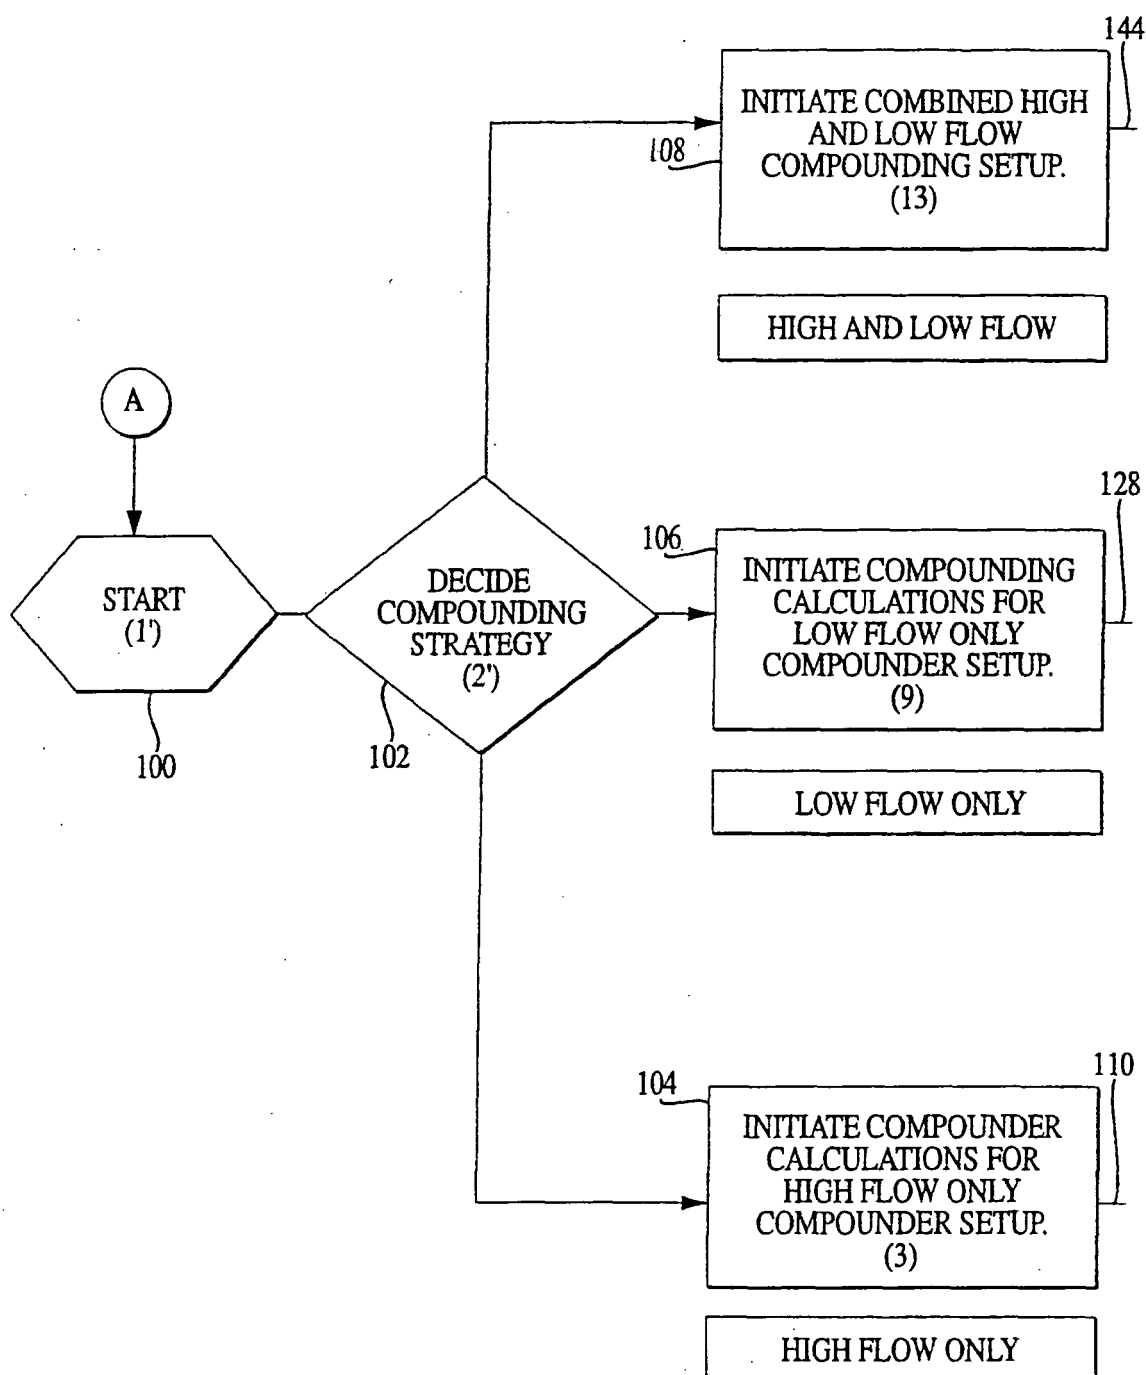 144
INITIATE COMBINED HIGH
AND LOW FLOW
COMPOUNDING SETUP.
(13)
108
HIGH AND LOW FLOW
A
128
106
INITIATE COMPOUNDING
CALCULATIONS FOR
LOW FLOW ONLY
COMPOUNDER SETUP.
(9)
START
(1')
DECIDE
COMPOUNDING
STRATEGY
(2')
100
102
LOW FLOW ONLY
110
104
INITIATE COMPOUNDER
CALCULATIONS FOR
HIGH FLOW ONLY
COMPOUNDER SETUP.
(3)
HIGH FLOW ONLY